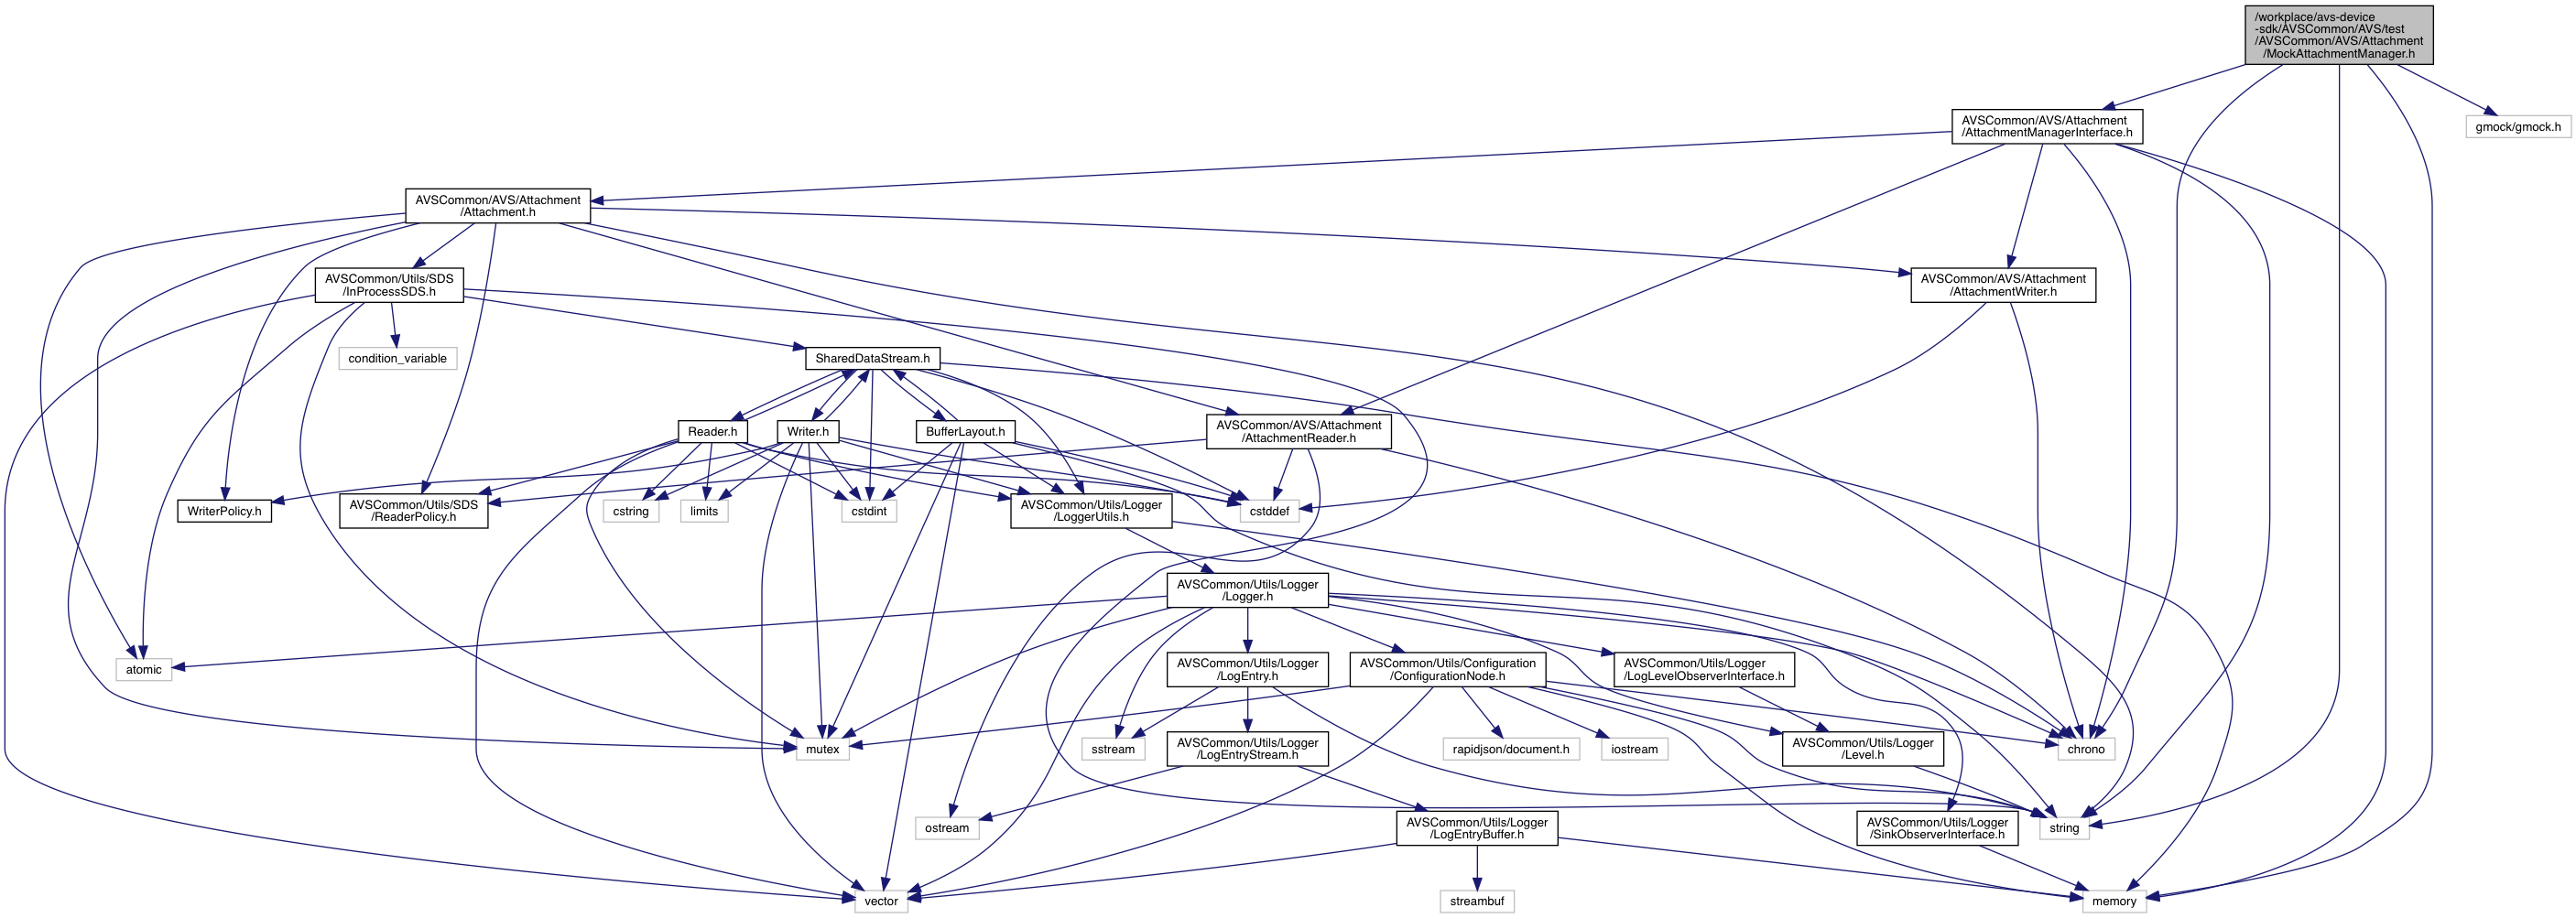 /workplace/avs-device
-sdk/AVSCommon/AVS/test
/AVSCommon/AVS/Attachment
/MockAttachmentManager.h
AVSCommon/AVS/Attachment
/AttachmentManagerInterface.h
gmock/gmock.h
AVSCommon/AVS/Attachment
/Attachment.h
AVSCommon/Utils/SDS
/InProcessSDS.h
AVSCommon/AVS/Attachment
/AttachmentWriter.h
condition_variable
SharedDataStream.h
Reader.h
Writer.h
BufferLayout.h
AVSCommon/AVS/Attachment
/AttachmentReader.h
WriterPolicy.h
AVSCommon/Utils/SDS
/ReaderPolicy.h
cstring
limits
cstdint
AVSCommon/Utils/Logger
/LoggerUtils.h
cstddef
AVSCommon/Utils/Logger
/Logger.h
atomic
AVSCommon/Utils/Logger
/LogEntry.h
AVSCommon/Utils/Configuration
/ConfigurationNode.h
AVSCommon/Utils/Logger
/LogLevelObserverInterface.h
mutex
sstream
AVSCommon/Utils/Logger
/LogEntryStream.h
rapidjson/document.h
iostream
AVSCommon/Utils/Logger
/Level.h
chrono
ostream
AVSCommon/Utils/Logger
/LogEntryBuffer.h
AVSCommon/Utils/Logger
/SinkObserverInterface.h
string
vector
streambuf
memory